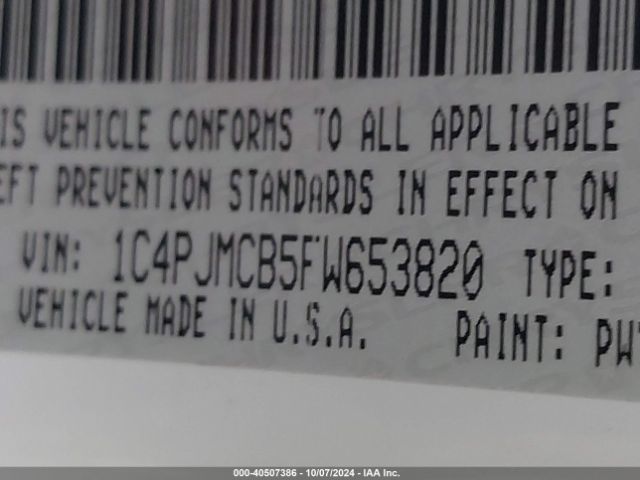 IS VEHICLE CONFORMS TO ALL APPLICABLE
EFT PREVENTION STANDARDS IN EFFECT ON
VIN: 1C4PJMCB5FW653820 TYPE:
VEHICLE MADE IN U.S.A. PAINT: PW
000-40507386 - 10/07/2024 - IAA Inc.